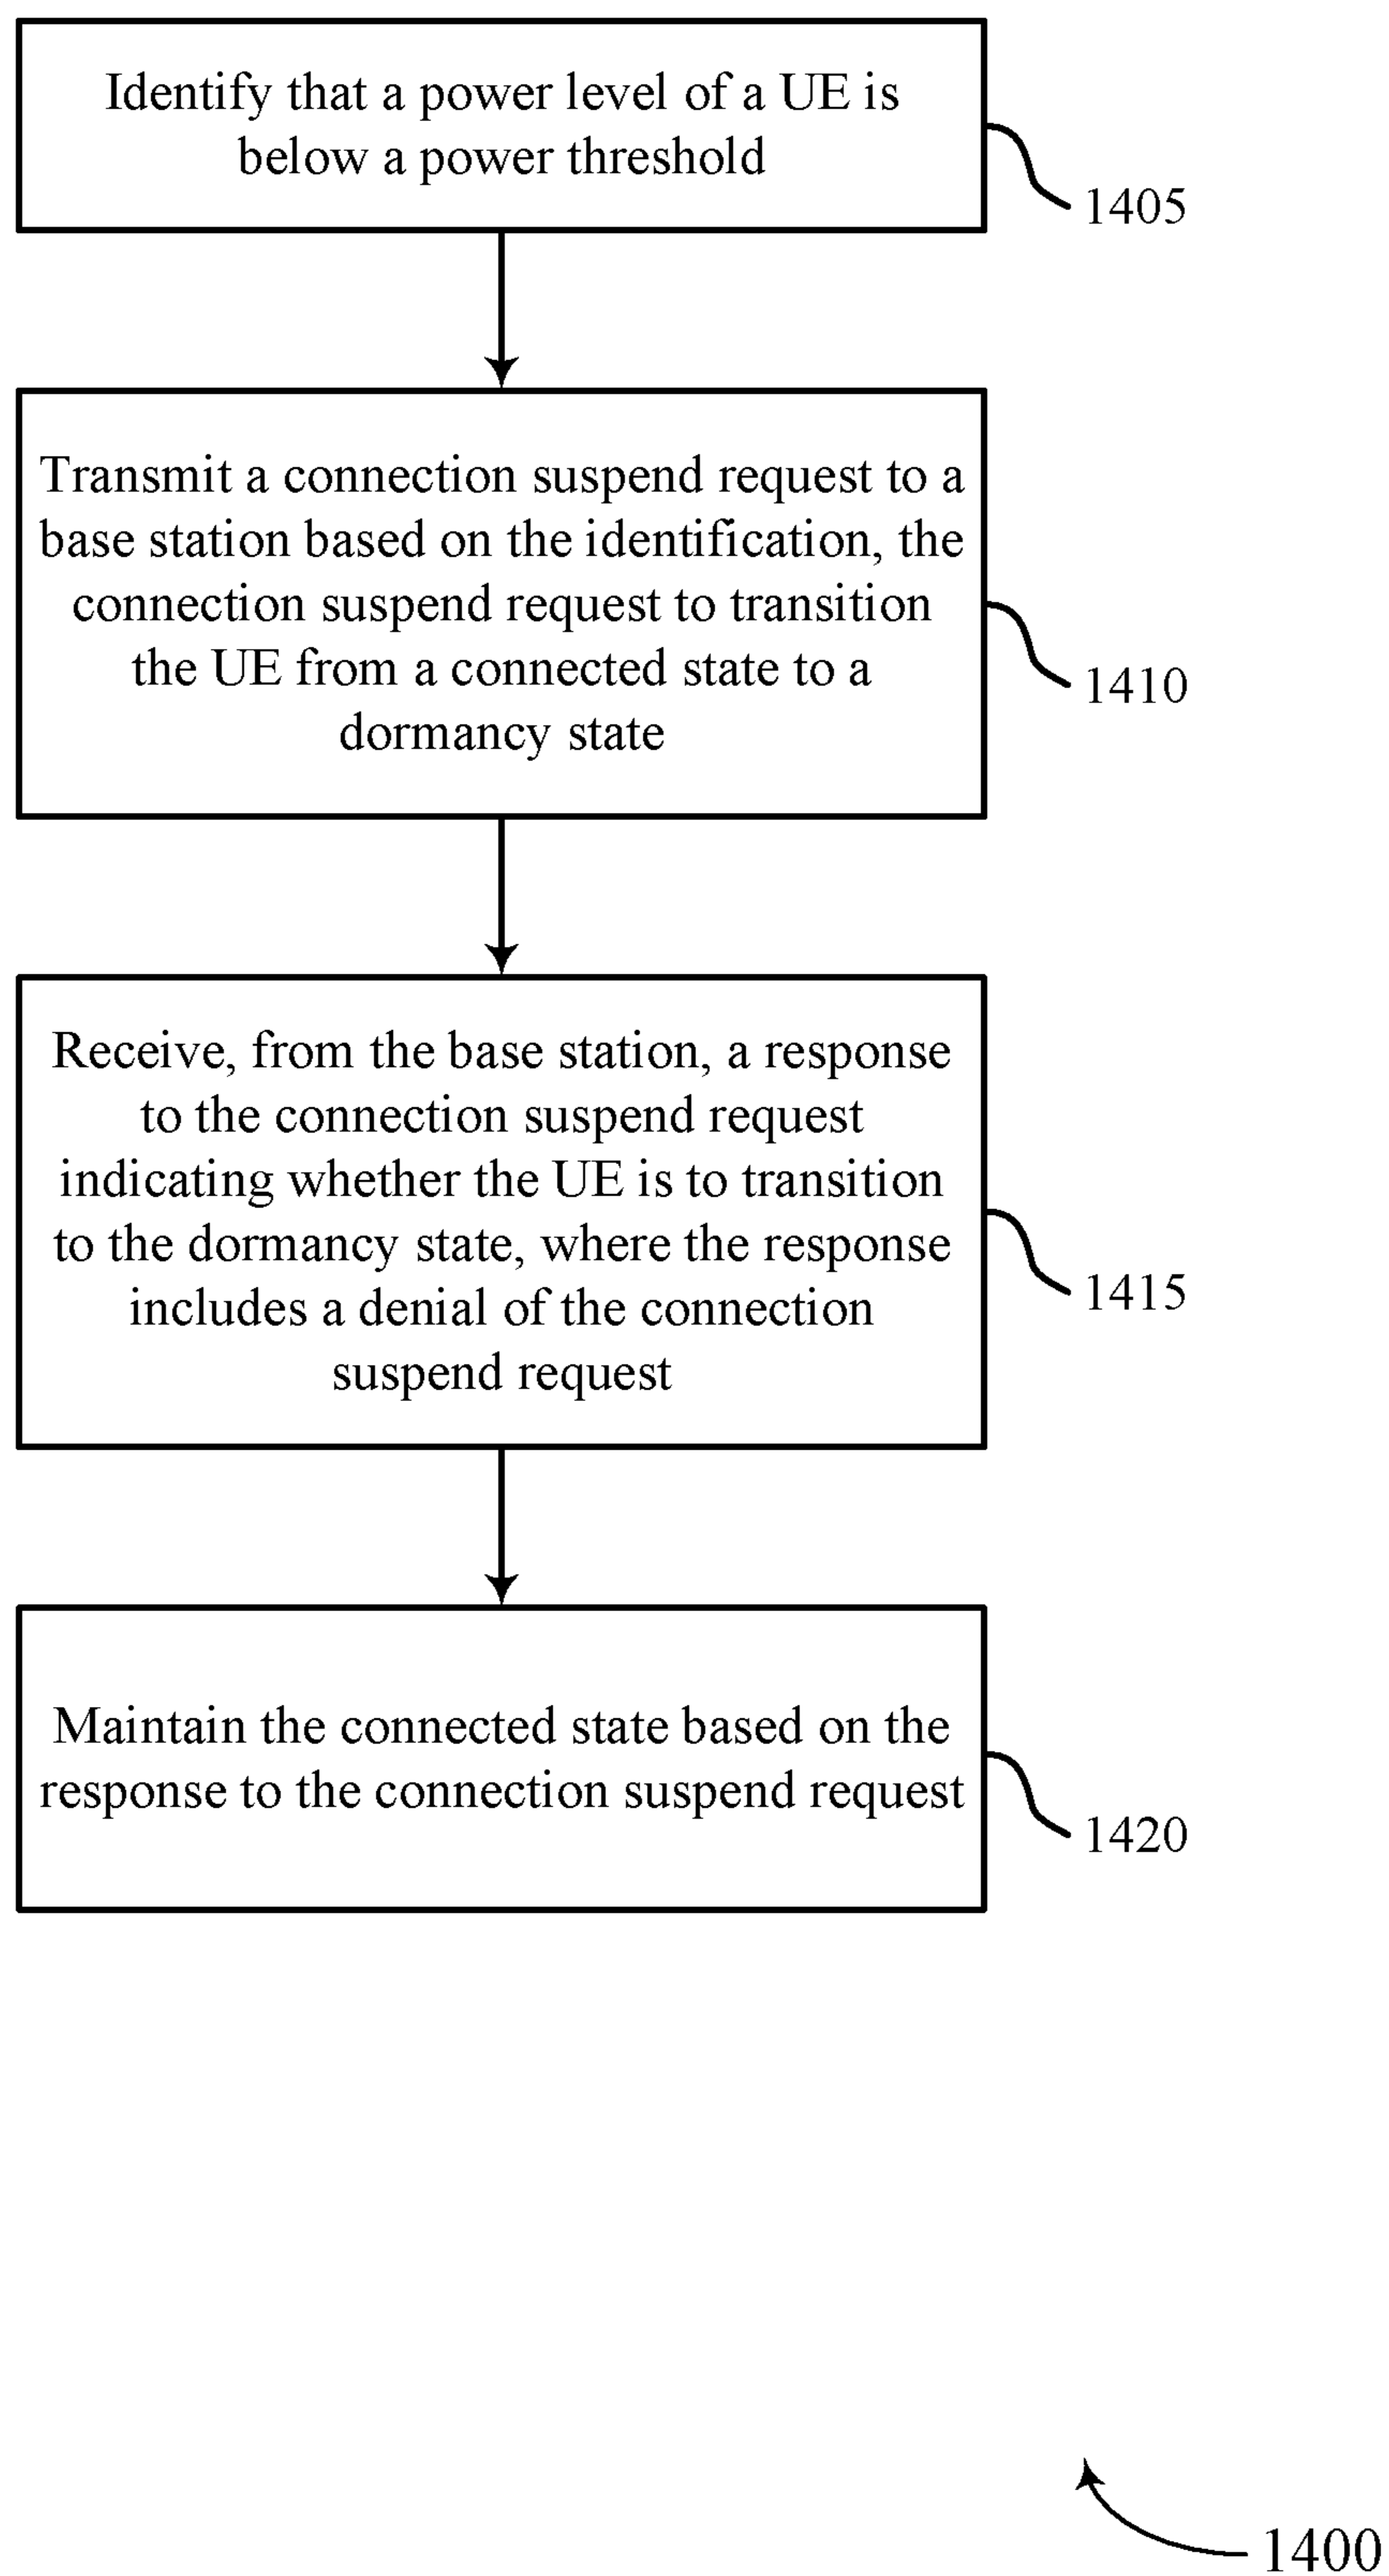 Identify that a power level of a UE is
below a power threshold
1405
Transmit a connection suspend request to a
base station based on the identification, the
connection suspend request to transition
the UE from a connected state to a
dormancy state
1410
Receive, from the base station, a response
to the connection suspend request
indicating whether the UE is to transition
to the dormancy state, where the response
includes a denial of the connection
suspend request
1415
Maintain the connected state based on the
response to the connection suspend request
1420
1400